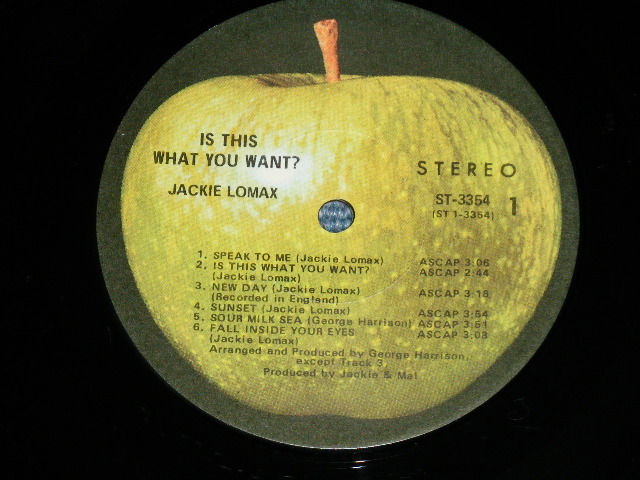 IS THIS
WHAT YOU WANT?
JACKIE LOMAX
STEREO
ST-3354 1
(ST 1-3354)
1. SPEAK TO ME (Jackie Lomax) ASCAP 3:06
2. IS THIS WHAT YOU WANT? ASCAP 2:44
(Jackie Lomax)
3. NEW DAY (Jackie Lomax) ASCAP 3:18
(Recorded in England)
4. SUNSET (Jackie Lomax) ASCAP 3:54
5. SOUR MILK SEA (George Harrison) ASCAP 3:51
6. FALL INSIDE YOUR EYES ASCAP 3:08
(Jackie Lomax)
Arranged and Produced by George Harrison,
except Track 3
Produced by Jackie & Mal